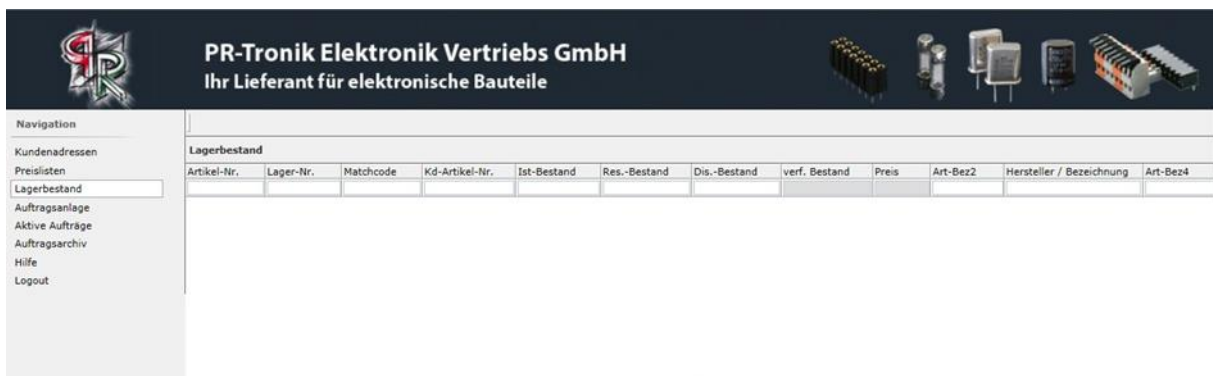 PR
PR-Tronik Elektronik Vertriebs GmbH
Ihr Lieferant für elektronische Bauteile
Navigation
Kundenadressen
Preislisten
Lagerbestand
Auftragsanlage
Aktive Aufträge
Auftragsarchiv
Hilfe
Logout
Lagerbestand
Artikel-Nr. Lager-Nr. Matchcode Kd-Artikel-Nr. Ist-Bestand Res.-Bestand Dis.-Bestand verf. Bestand Preis Art-Bez2 Hersteller / Bezeichnung Art-Bez4